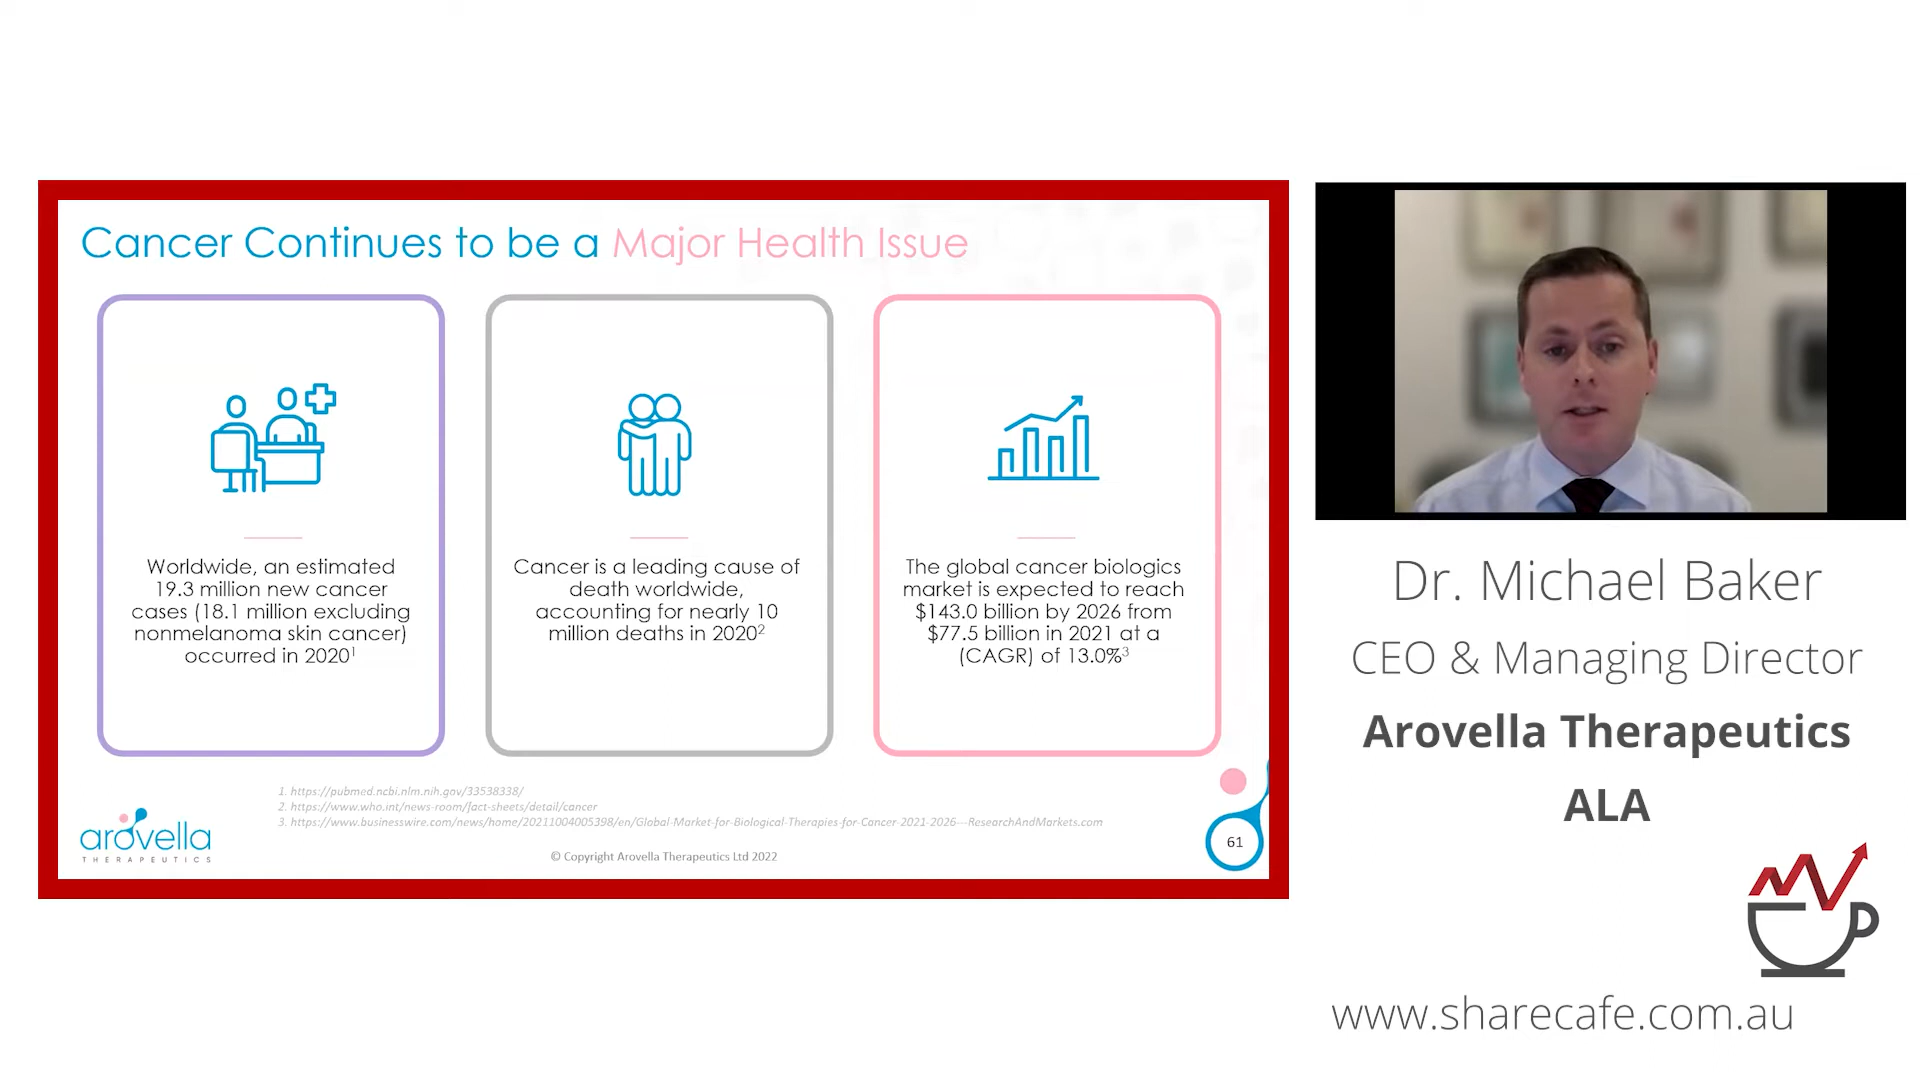 Cancer Continues to be a Major Health Issue
Worldwide, an estimated
19.3 million new cancer
cases (18.1 million excluding
nonmelanoma skin cancer)
occurred in 2020¹
Cancer is a leading cause of
death worldwide,
accounting for nearly 10
million deaths in 2020²
The global cancer biologics
market is expected to reach
$143.0 billion by 2026 from
$77.5 billion in 2021 at a
(CAGR) of 13.0%³
1. https://pubmed.ncbi.nlm.nih.gov/33538338/
2. https://www.who.int/news-room/fact-sheets/detail/cancer
3. https://www.businesswire.com/news/home/20211004005398/en/Global-Market-for-Biological-Therapies-for-Cancer-2021-2026---ResearchAndMarkets.com
arovella
THERAPEUTICS
© Copyright Arovella Therapeutics Ltd 2022
61
Dr. Michael Baker
CEO & Managing Director
Arovella Therapeutics
ALA
www.sharecafe.com.au